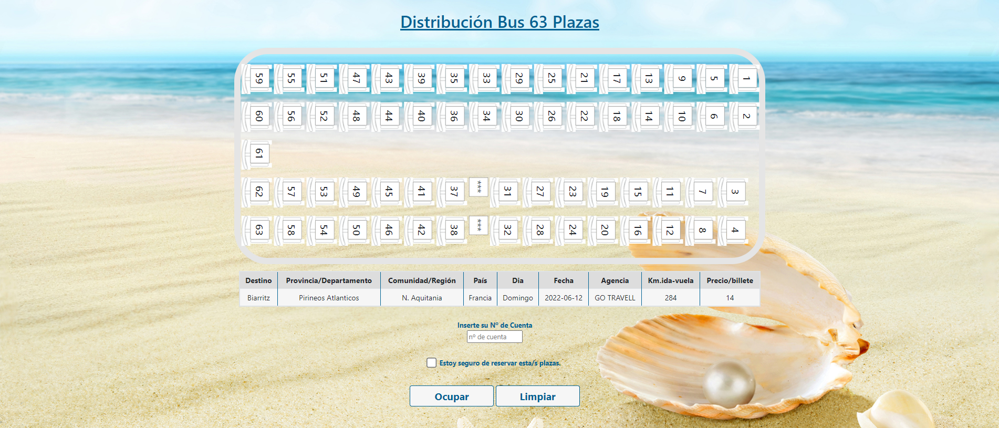 Distribución Bus 63 Plazas
59 55 51 47 43 39 35 33 29 25 21 17 13 9 5 1
60 56 52 48 44 40 36 34 30 26 22 18 14 10 6 2
61
62 57 53 49 45 41 37 *** 31 27 23 19 15 11 7 3
63 58 54 50 46 42 38 *** 32 28 24 20 16 12 8 4
Destino Provincia/Departamento Comunidad/Región País Dia Fecha Agencia Km.ida-vuela Precio/billete
Biarritz Pirineos Atlanticos N. Aquitania Francia Domingo 2022-06-12 GO TRAVELL 284 14
Inserte su Nº de Cuenta
nº de cuenta
Estoy seguro de reservar esta/s plazas.
Ocupar Limpiar